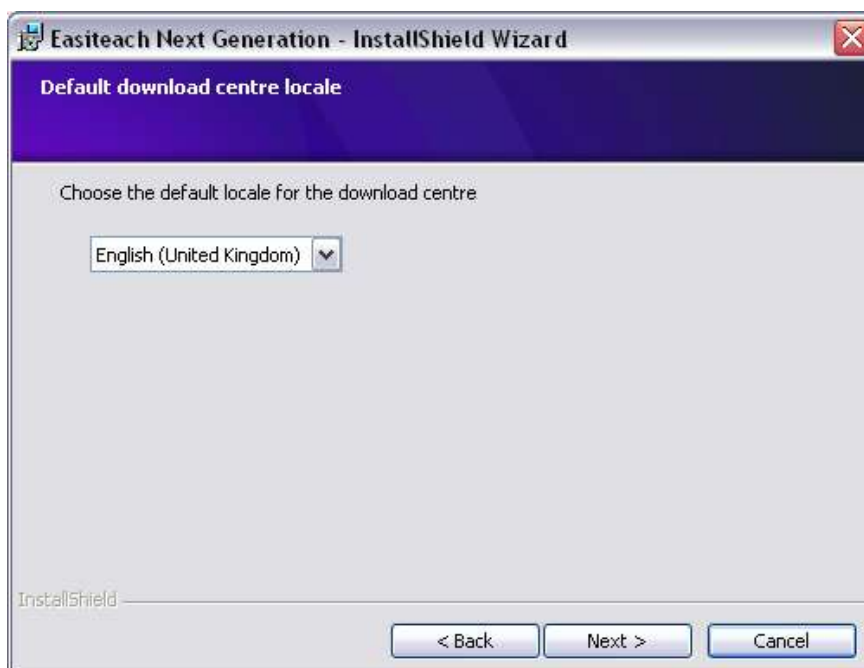 Easiteach Next Generation - InstallShield Wizard
Default download centre locale
Choose the default locale for the download centre
English (United Kingdom)
InstallShield
< Back Next > Cancel